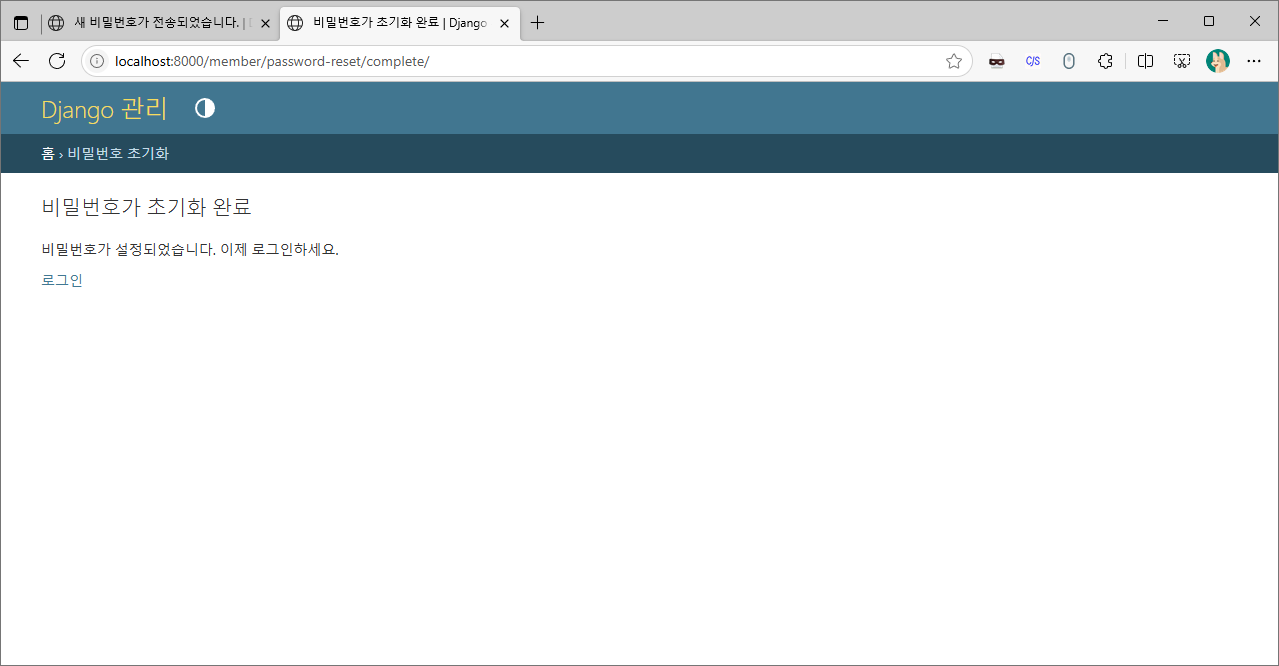 새 비밀번호가 전송되었습니다. |
비밀번호가 초기화 완료 | Django
localhost:8000/member/password-reset/complete/
C/S
Django 관리
홈 › 비밀번호 초기화
비밀번호가 초기화 완료
비밀번호가 설정되었습니다. 이제 로그인하세요.
로그인